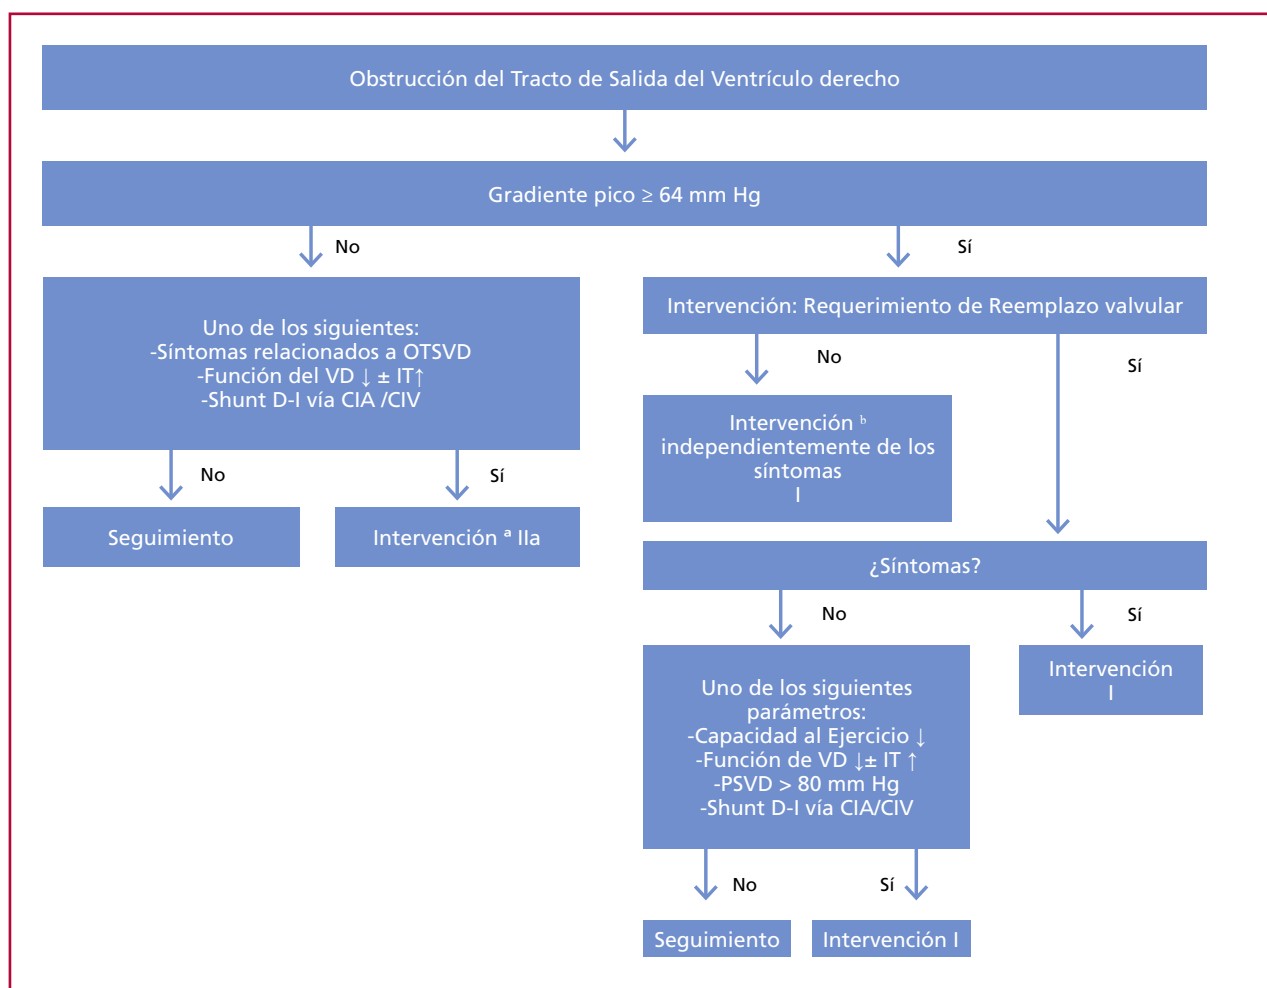 Obstrucción del Tracto de Salida del Ventrículo derecho
Gradiente pico ≥ 64 mm Hg
No
Sí
Uno de los siguientes:
-Síntomas relacionados a OTSVD
-Función del VD ↓ ± IT↑
-Shunt D-I vía CIA /CIV
No
Sí
Seguimiento
Intervención ª IIa
Intervención: Requerimiento de Reemplazo valvular
No
Sí
Intervención ᵇ
independientemente de los
síntomas
I
¿Síntomas?
No
Sí
Uno de los siguientes
parámetros:
-Capacidad al Ejercicio ↓
-Función de VD ↓± IT ↑
-PSVD > 80 mm Hg
-Shunt D-I vía CIA/CIV
Intervención
I
No
Sí
Seguimiento
Intervención I